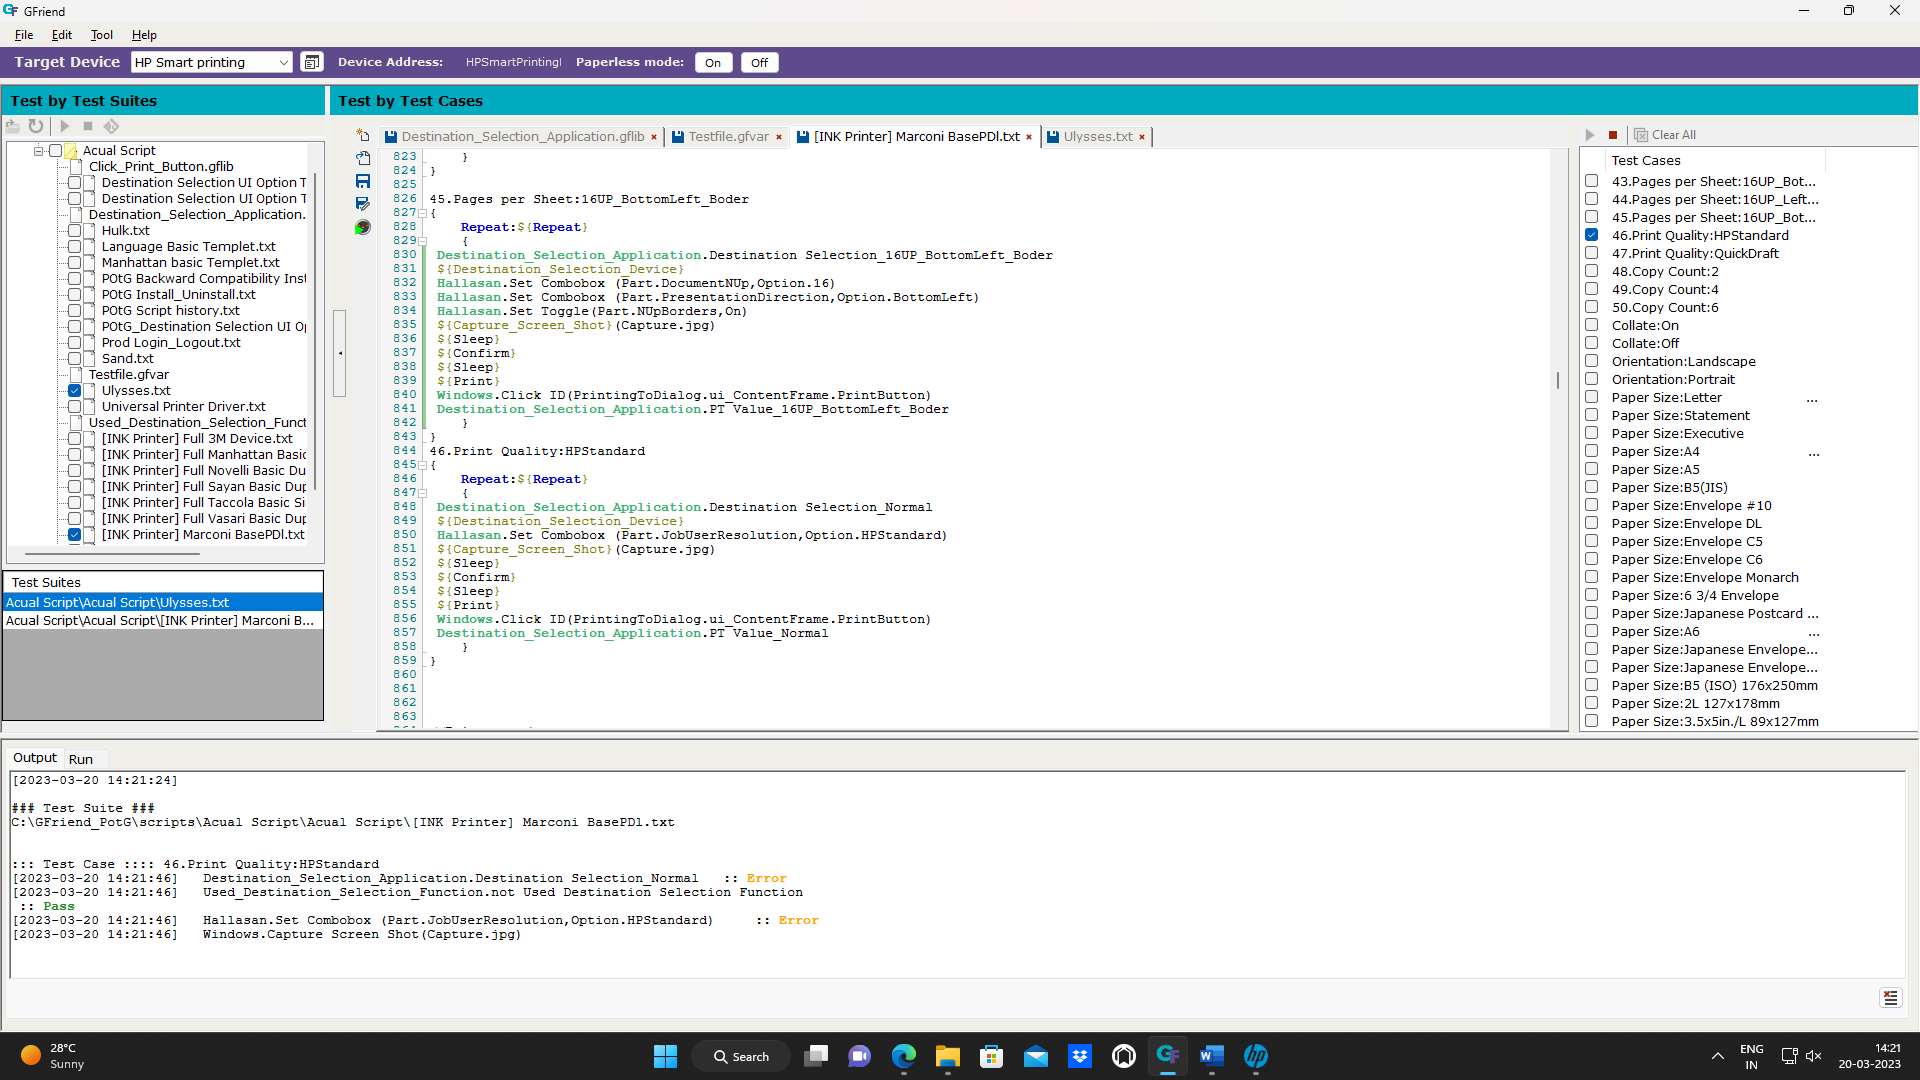 GFriend
File Edit Tool Help
Target Device HP Smart printing Device Address: HPSmartPrintingI Paperless mode: On Off
Test by Test Suites
Acual Script
Click_Print_Button.gflib
Destination Selection UI Option T
Destination Selection UI Option T
Destination_Selection_Application.
Hulk.txt
Language Basic Templet.txt
Manhattan basic Templet.txt
POtG Backward Compatibility Inst
POtG Install_Uninstall.txt
POtG Script history.txt
POtG_Destination Selection UI Op
Prod Login_Logout.txt
Sand.txt
Testfile.gfvar
Ulysses.txt
Universal Printer Driver.txt
Used_Destination_Selection_Funct
[INK Printer] Full 3M Device.txt
[INK Printer] Full Manhattan Basic
[INK Printer] Full Novelli Basic Du
[INK Printer] Full Sayan Basic Dup
[INK Printer] Full Taccola Basic Si
[INK Printer] Full Vasari Basic Dup
[INK Printer] Marconi BasePDl.txt
Test Suites
Acual Script\Acual Script\Ulysses.txt
Acual Script\Acual Script\[INK Printer] Marconi B...
Test by Test Cases
Destination_Selection_Application.gflib Testfile.gfvar [INK Printer] Marconi BasePDl.txt Ulysses.txt
823 }
824 }
825
826 45.Pages per Sheet:16UP_BottomLeft_Boder
827 {
828 Repeat:${Repeat}
829 {
830 Destination_Selection_Application.Destination Selection_16UP_BottomLeft_Boder
831 ${Destination_Selection_Device}
832 Hallasan.Set Combobox (Part.DocumentNUp,Option.16)
833 Hallasan.Set Combobox (Part.PresentationDirection,Option.BottomLeft)
834 Hallasan.Set Toggle(Part.NUpBorders,On)
835 ${Capture_Screen_Shot}(Capture.jpg)
836 ${Sleep}
837 ${Confirm}
838 ${Sleep}
839 ${Print}
840 Windows.Click ID(PrintingToDialog.ui_ContentFrame.PrintButton)
841 Destination_Selection_Application.PT Value_16UP_BottomLeft_Boder
842 }
843 }
844 46.Print Quality:HPStandard
845 {
846 Repeat:${Repeat}
847 {
848 Destination_Selection_Application.Destination Selection_Normal
849 ${Destination_Selection_Device}
850 Hallasan.Set Combobox (Part.JobUserResolution,Option.HPStandard)
851 ${Capture_Screen_Shot}(Capture.jpg)
852 ${Sleep}
853 ${Confirm}
854 ${Sleep}
855 ${Print}
856 Windows.Click ID(PrintingToDialog.ui_ContentFrame.PrintButton)
857 Destination_Selection_Application.PT Value_Normal
858 }
859 }
860
861
862
863
Clear All
Test Cases
43.Pages per Sheet:16UP_Bot...
44.Pages per Sheet:16UP_Left...
45.Pages per Sheet:16UP_Bot...
46.Print Quality:HPStandard
47.Print Quality:QuickDraft
48.Copy Count:2
49.Copy Count:4
50.Copy Count:6
Collate:On
Collate:Off
Orientation:Landscape
Orientation:Portrait
Paper Size:Letter ...
Paper Size:Statement
Paper Size:Executive
Paper Size:A4 ...
Paper Size:A5
Paper Size:B5(JIS)
Paper Size:Envelope #10
Paper Size:Envelope DL
Paper Size:Envelope C5
Paper Size:Envelope C6
Paper Size:Envelope Monarch
Paper Size:6 3/4 Envelope
Paper Size:Japanese Postcard ...
Paper Size:A6 ...
Paper Size:Japanese Envelope...
Paper Size:Japanese Envelope...
Paper Size:B5 (ISO) 176x250mm
Paper Size:2L 127x178mm
Paper Size:3.5x5in./L 89x127mm
Output Run
[2023-03-20 14:21:24]
### Test Suite ###
C:\GFriend_PotG\scripts\Acual Script\Acual Script\[INK Printer] Marconi BasePDl.txt
::: Test Case :::: 46.Print Quality:HPStandard
[2023-03-20 14:21:46] Destination_Selection_Application.Destination Selection_Normal :: Error
[2023-03-20 14:21:46] Used_Destination_Selection_Function.not Used Destination Selection Function
:: Pass
[2023-03-20 14:21:46] Hallasan.Set Combobox (Part.JobUserResolution,Option.HPStandard) :: Error
[2023-03-20 14:21:46] Windows.Capture Screen Shot(Capture.jpg)
28°C
Sunny
Search
ENG
IN
14:21
20-03-2023